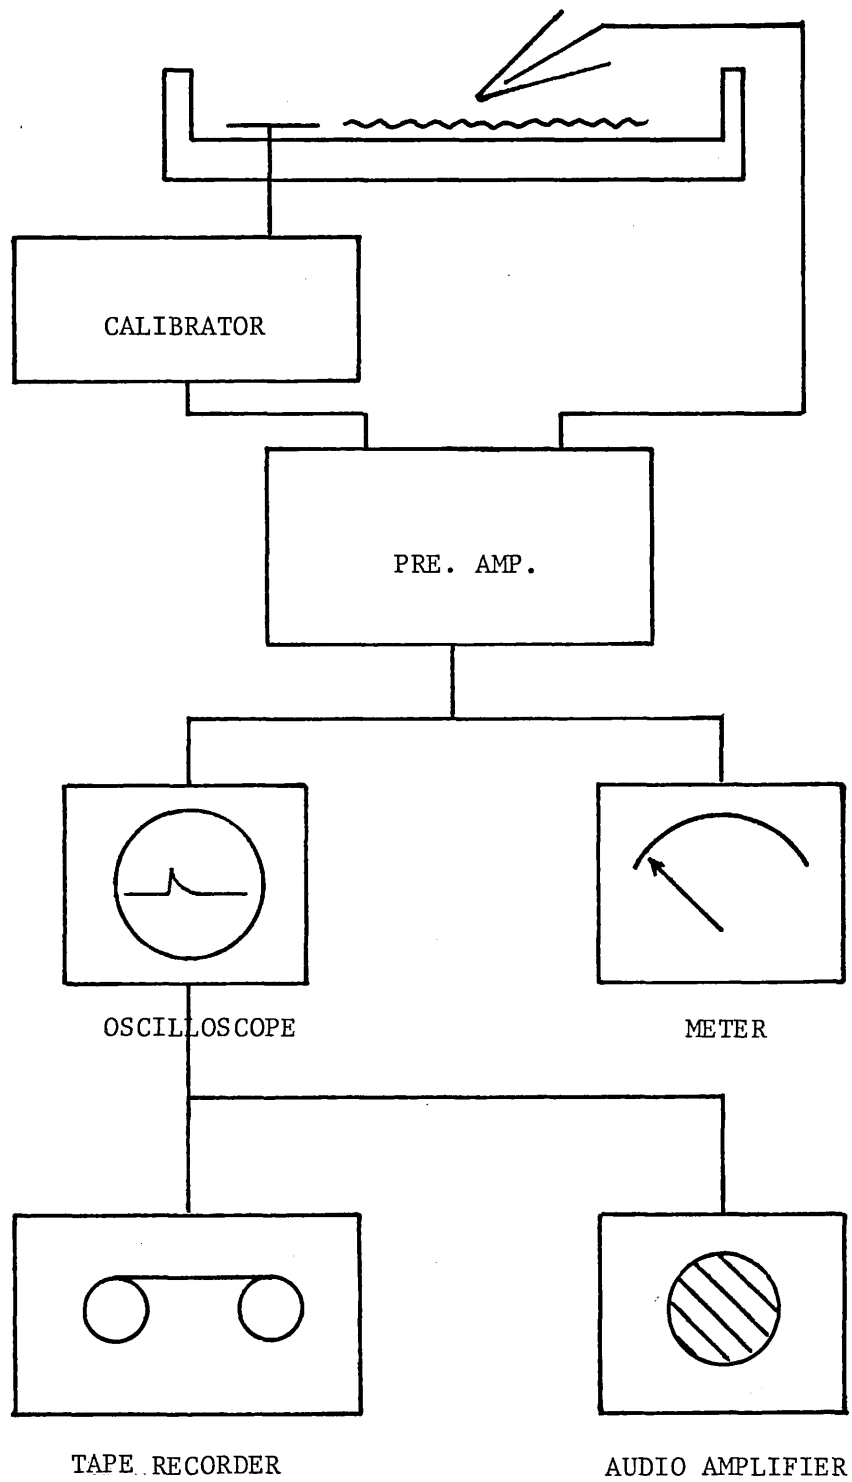 CALIBRATOR
PRE. AMP.
OSCILLOSCOPE
METER
TAPE RECORDER
AUDIO AMPLIFIER